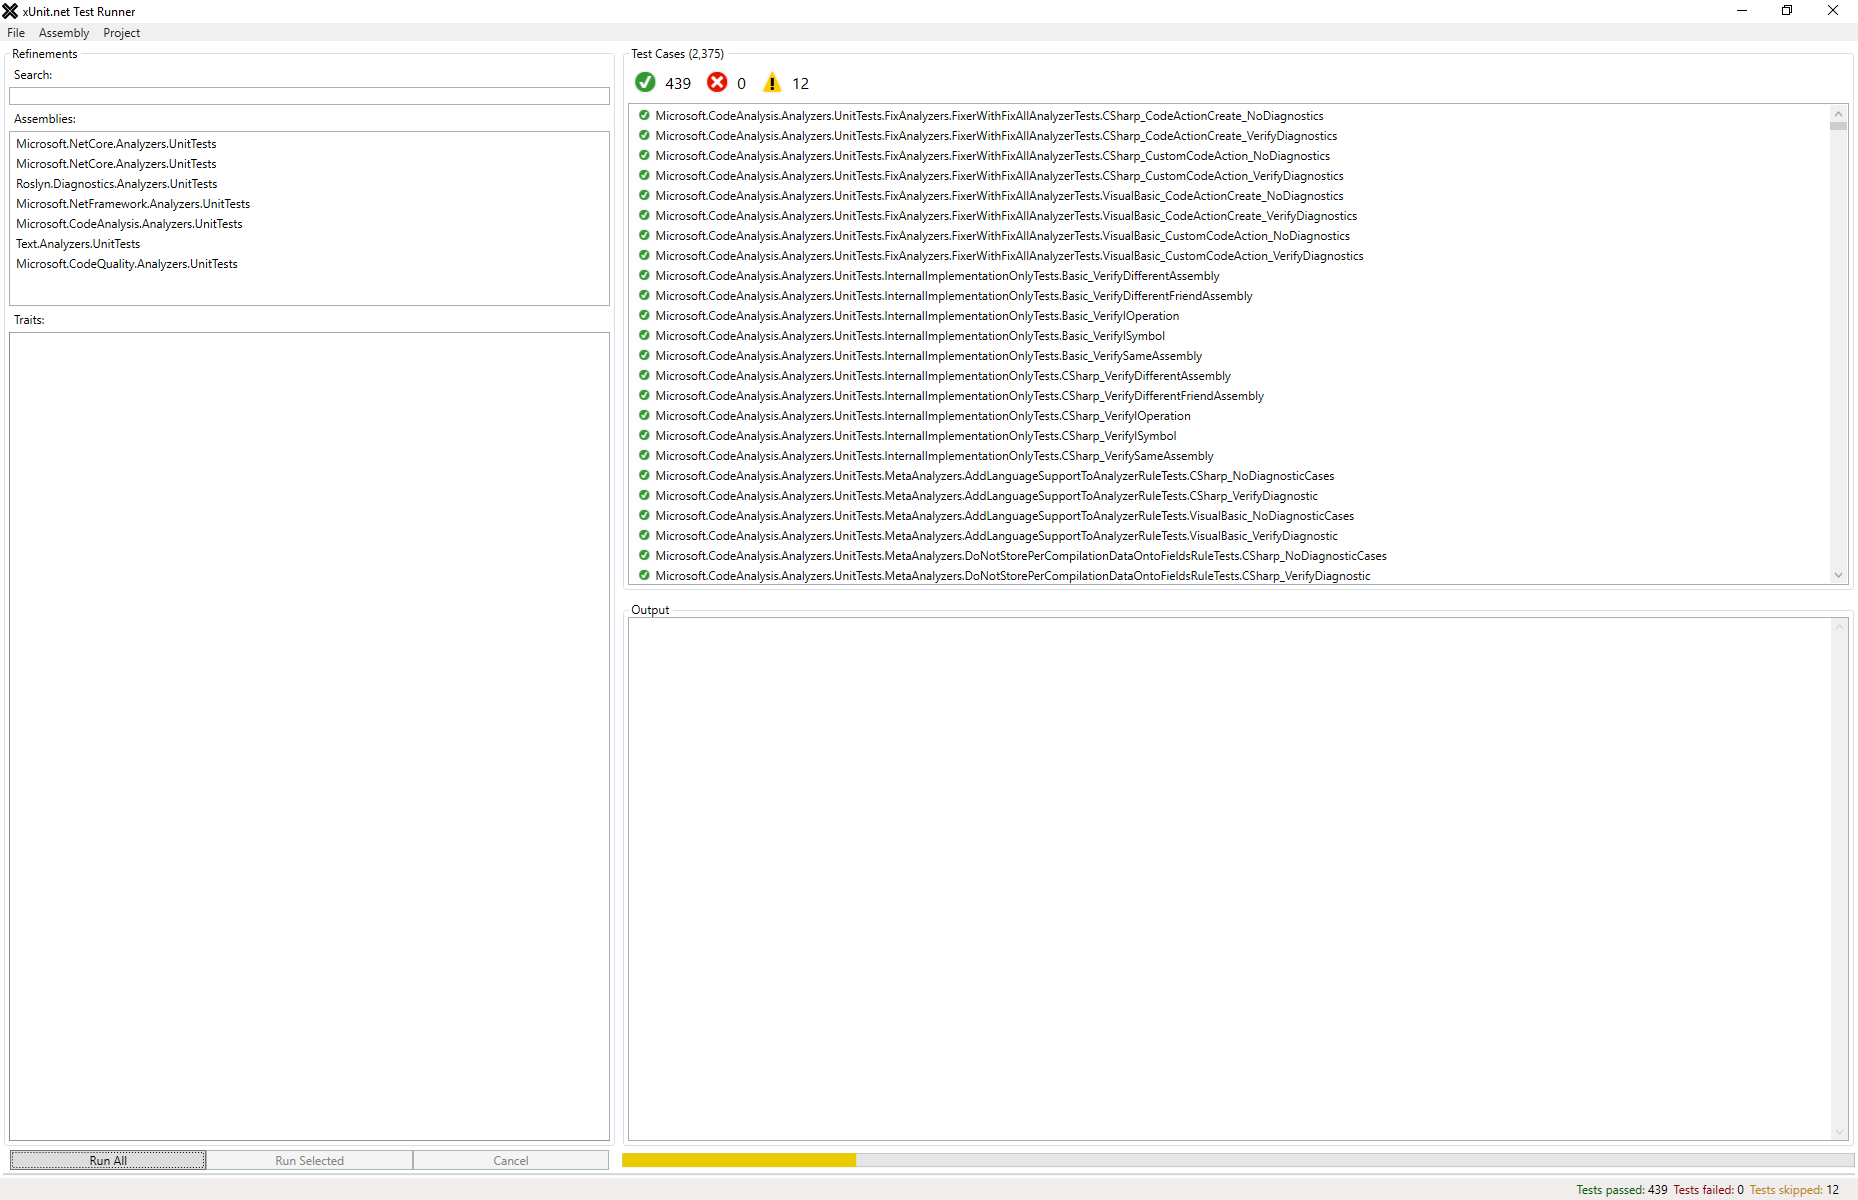 xUnit.net Test Runner
File Assembly Project
Refinements
Search:
Assemblies:
Microsoft.NetCore.Analyzers.UnitTests
Microsoft.NetCore.Analyzers.UnitTests
Roslyn.Diagnostics.Analyzers.UnitTests
Microsoft.NetFramework.Analyzers.UnitTests
Microsoft.CodeAnalysis.Analyzers.UnitTests
Text.Analyzers.UnitTests
Microsoft.CodeQuality.Analyzers.UnitTests
Traits:
Run All Run Selected Cancel
Test Cases (2,375)
439 0 12
Microsoft.CodeAnalysis.Analyzers.UnitTests.FixAnalyzers.FixerWithFixAllAnalyzerTests.CSharp_CodeActionCreate_NoDiagnostics
Microsoft.CodeAnalysis.Analyzers.UnitTests.FixAnalyzers.FixerWithFixAllAnalyzerTests.CSharp_CodeActionCreate_VerifyDiagnostics
Microsoft.CodeAnalysis.Analyzers.UnitTests.FixAnalyzers.FixerWithFixAllAnalyzerTests.CSharp_CustomCodeAction_NoDiagnostics
Microsoft.CodeAnalysis.Analyzers.UnitTests.FixAnalyzers.FixerWithFixAllAnalyzerTests.CSharp_CustomCodeAction_VerifyDiagnostics
Microsoft.CodeAnalysis.Analyzers.UnitTests.FixAnalyzers.FixerWithFixAllAnalyzerTests.VisualBasic_CodeActionCreate_NoDiagnostics
Microsoft.CodeAnalysis.Analyzers.UnitTests.FixAnalyzers.FixerWithFixAllAnalyzerTests.VisualBasic_CodeActionCreate_VerifyDiagnostics
Microsoft.CodeAnalysis.Analyzers.UnitTests.FixAnalyzers.FixerWithFixAllAnalyzerTests.VisualBasic_CustomCodeAction_NoDiagnostics
Microsoft.CodeAnalysis.Analyzers.UnitTests.FixAnalyzers.FixerWithFixAllAnalyzerTests.VisualBasic_CustomCodeAction_VerifyDiagnostics
Microsoft.CodeAnalysis.Analyzers.UnitTests.InternalImplementationOnlyTests.Basic_VerifyDifferentAssembly
Microsoft.CodeAnalysis.Analyzers.UnitTests.InternalImplementationOnlyTests.Basic_VerifyDifferentFriendAssembly
Microsoft.CodeAnalysis.Analyzers.UnitTests.InternalImplementationOnlyTests.Basic_VerifyIOperation
Microsoft.CodeAnalysis.Analyzers.UnitTests.InternalImplementationOnlyTests.Basic_VerifyISymbol
Microsoft.CodeAnalysis.Analyzers.UnitTests.InternalImplementationOnlyTests.Basic_VerifySameAssembly
Microsoft.CodeAnalysis.Analyzers.UnitTests.InternalImplementationOnlyTests.CSharp_VerifyDifferentAssembly
Microsoft.CodeAnalysis.Analyzers.UnitTests.InternalImplementationOnlyTests.CSharp_VerifyDifferentFriendAssembly
Microsoft.CodeAnalysis.Analyzers.UnitTests.InternalImplementationOnlyTests.CSharp_VerifyIOperation
Microsoft.CodeAnalysis.Analyzers.UnitTests.InternalImplementationOnlyTests.CSharp_VerifyISymbol
Microsoft.CodeAnalysis.Analyzers.UnitTests.InternalImplementationOnlyTests.CSharp_VerifySameAssembly
Microsoft.CodeAnalysis.Analyzers.UnitTests.MetaAnalyzers.AddLanguageSupportToAnalyzerRuleTests.CSharp_NoDiagnosticCases
Microsoft.CodeAnalysis.Analyzers.UnitTests.MetaAnalyzers.AddLanguageSupportToAnalyzerRuleTests.CSharp_VerifyDiagnostic
Microsoft.CodeAnalysis.Analyzers.UnitTests.MetaAnalyzers.AddLanguageSupportToAnalyzerRuleTests.VisualBasic_NoDiagnosticCases
Microsoft.CodeAnalysis.Analyzers.UnitTests.MetaAnalyzers.AddLanguageSupportToAnalyzerRuleTests.VisualBasic_VerifyDiagnostic
Microsoft.CodeAnalysis.Analyzers.UnitTests.MetaAnalyzers.DoNotStorePerCompilationDataOntoFieldsRuleTests.CSharp_NoDiagnosticCases
Microsoft.CodeAnalysis.Analyzers.UnitTests.MetaAnalyzers.DoNotStorePerCompilationDataOntoFieldsRuleTests.CSharp_VerifyDiagnostic
Output
Tests passed: 439 Tests failed: 0 Tests skipped: 12